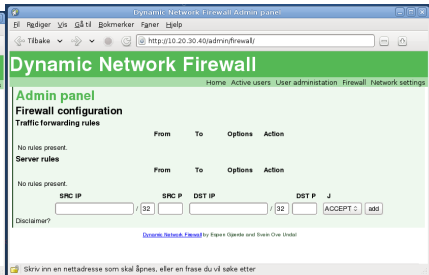 Dynamic Network Firewall Admin panel
Fil Rediger Vis Gå til Bokmerker Faner Hjelp
Tilbake http://10.20.30.40/admin/firewall/
Dynamic Network Firewall
Home Active users User administation Firewall Network settings
Admin panel
Firewall configuration
Traffic forwarding rules
From To Options Action
No rules present.
Server rules
From To Options Action
No rules present.
SRC IP SRC P DST IP DST P J
/ 32 / 32 ACCEPT add
Disclaimer?
Dynamic Network Firewall by Espen Gjærde and Svein Ove Undal
Skriv inn en nettadresse som skal åpnes, eller en frase du vil søke etter